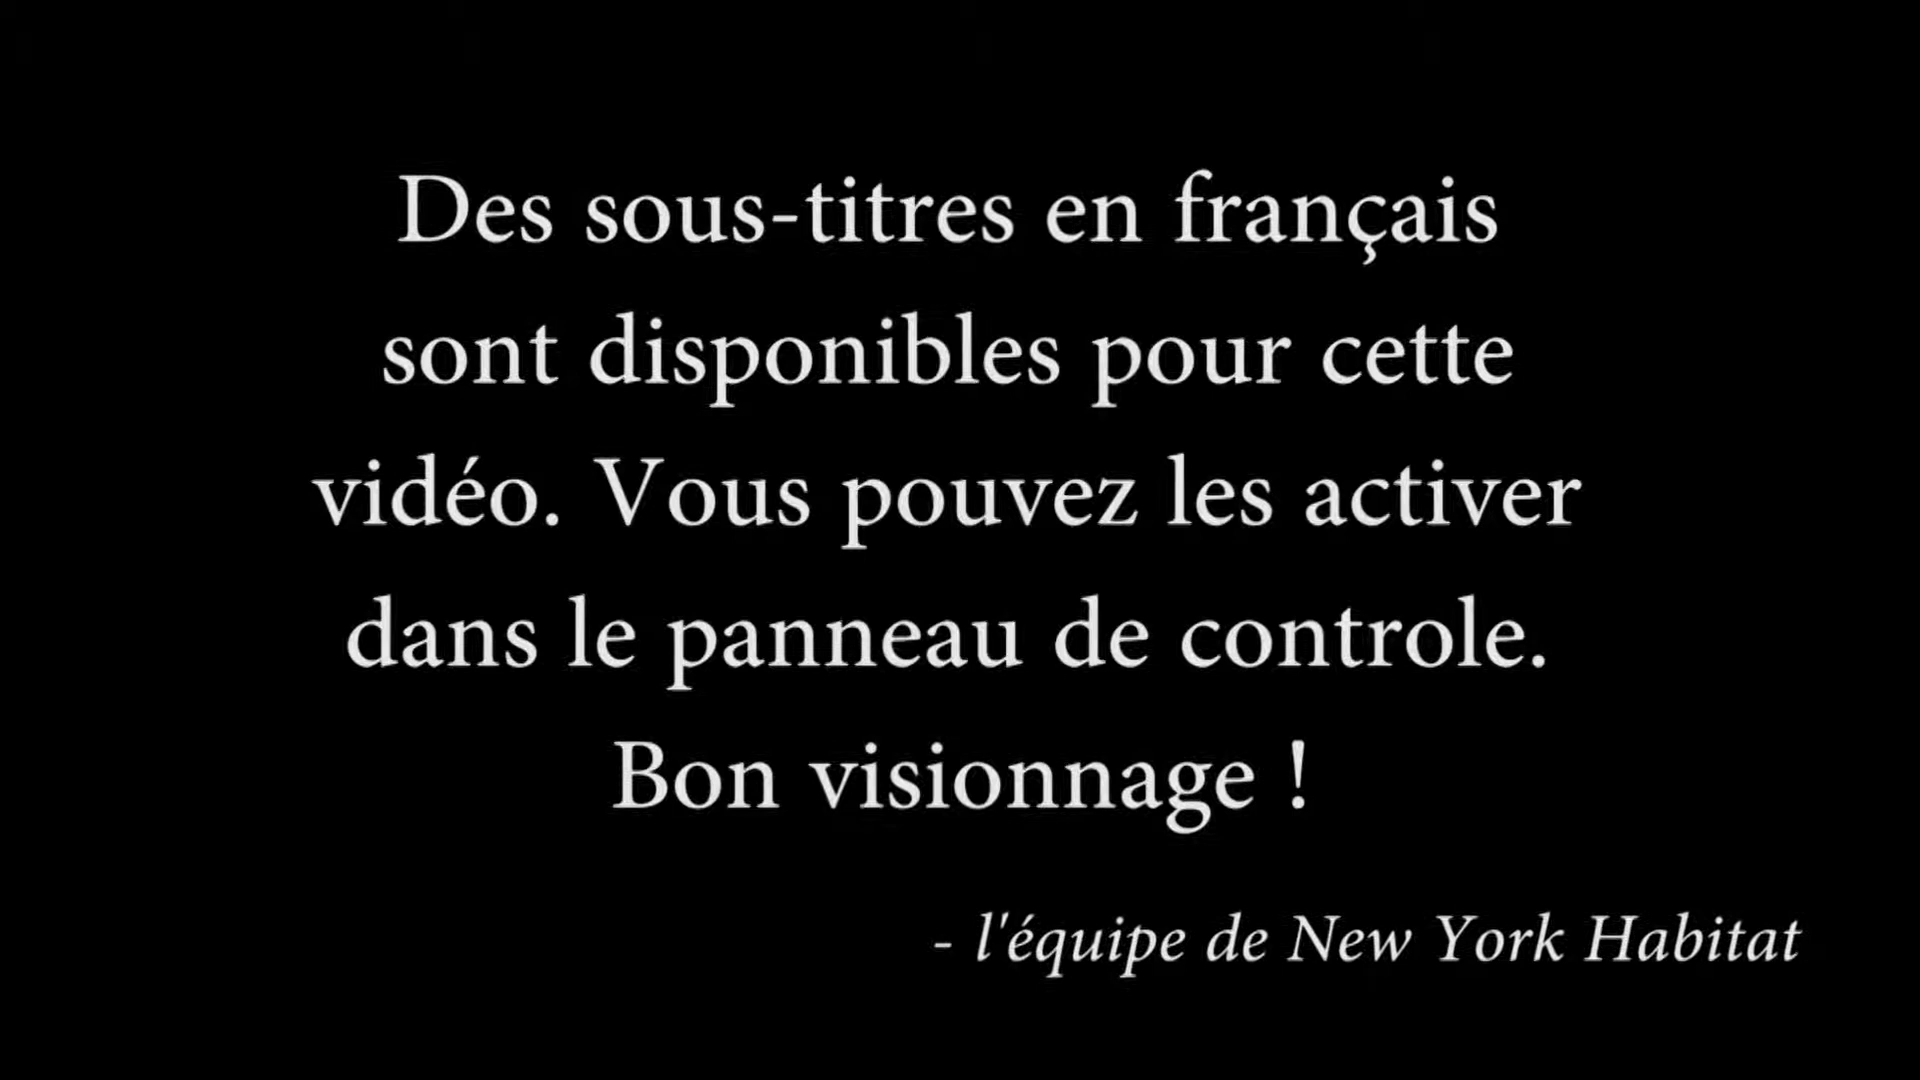 Des sous-titres en français
sont disponibles pour cette
vidéo. Vous pouvez les activer
dans le panneau de controle.
Bon visionnage !
- l'équipe de New York Habitat